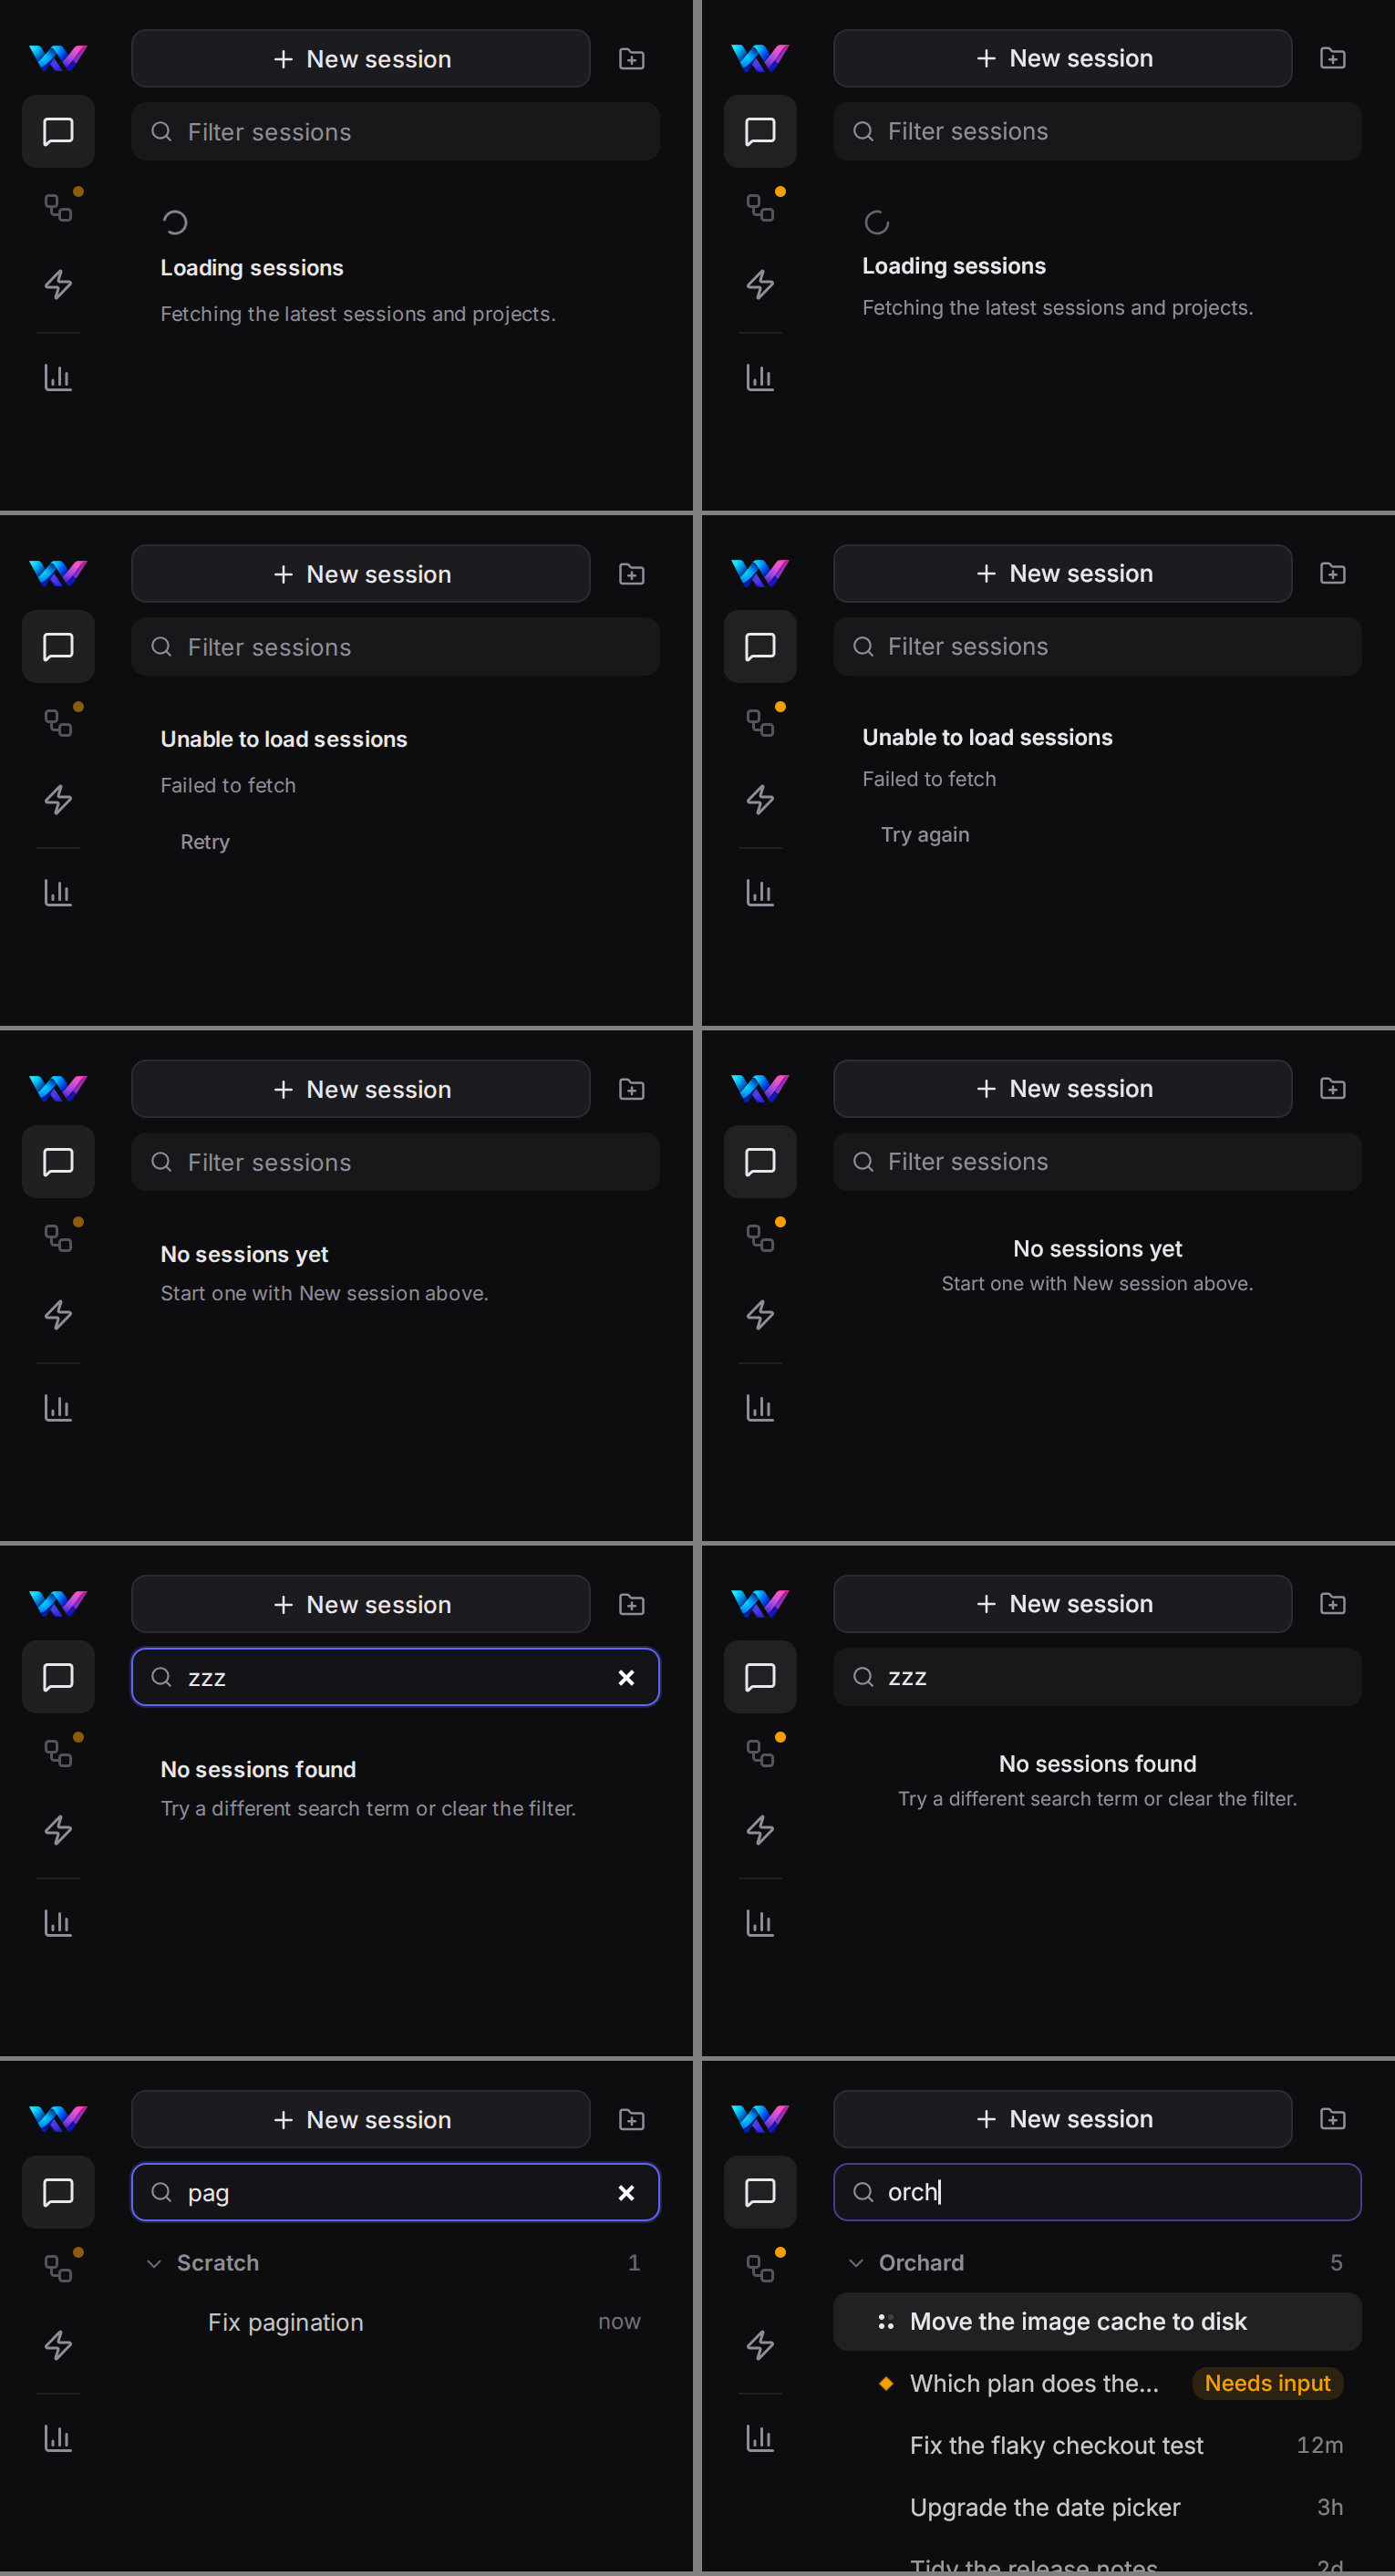 New session
Filter sessions
Loading sessions
Fetching the latest sessions and projects.
New session
Filter sessions
Loading sessions
Fetching the latest sessions and projects.
New session
Filter sessions
Unable to load sessions
Failed to fetch
Retry
New session
Filter sessions
Unable to load sessions
Failed to fetch
Try again
New session
Filter sessions
No sessions yet
Start one with New session above.
New session
Filter sessions
No sessions yet
Start one with New session above.
New session
zzz
No sessions found
Try a different search term or clear the filter.
New session
zzz
No sessions found
Try a different search term or clear the filter.
New session
pag
Scratch 1
Fix pagination now
New session
orch
Orchard 5
Move the image cache to disk
Which plan does the... Needs input
Fix the flaky checkout test 12m
Upgrade the date picker 3h
Tidy the release notes 2d